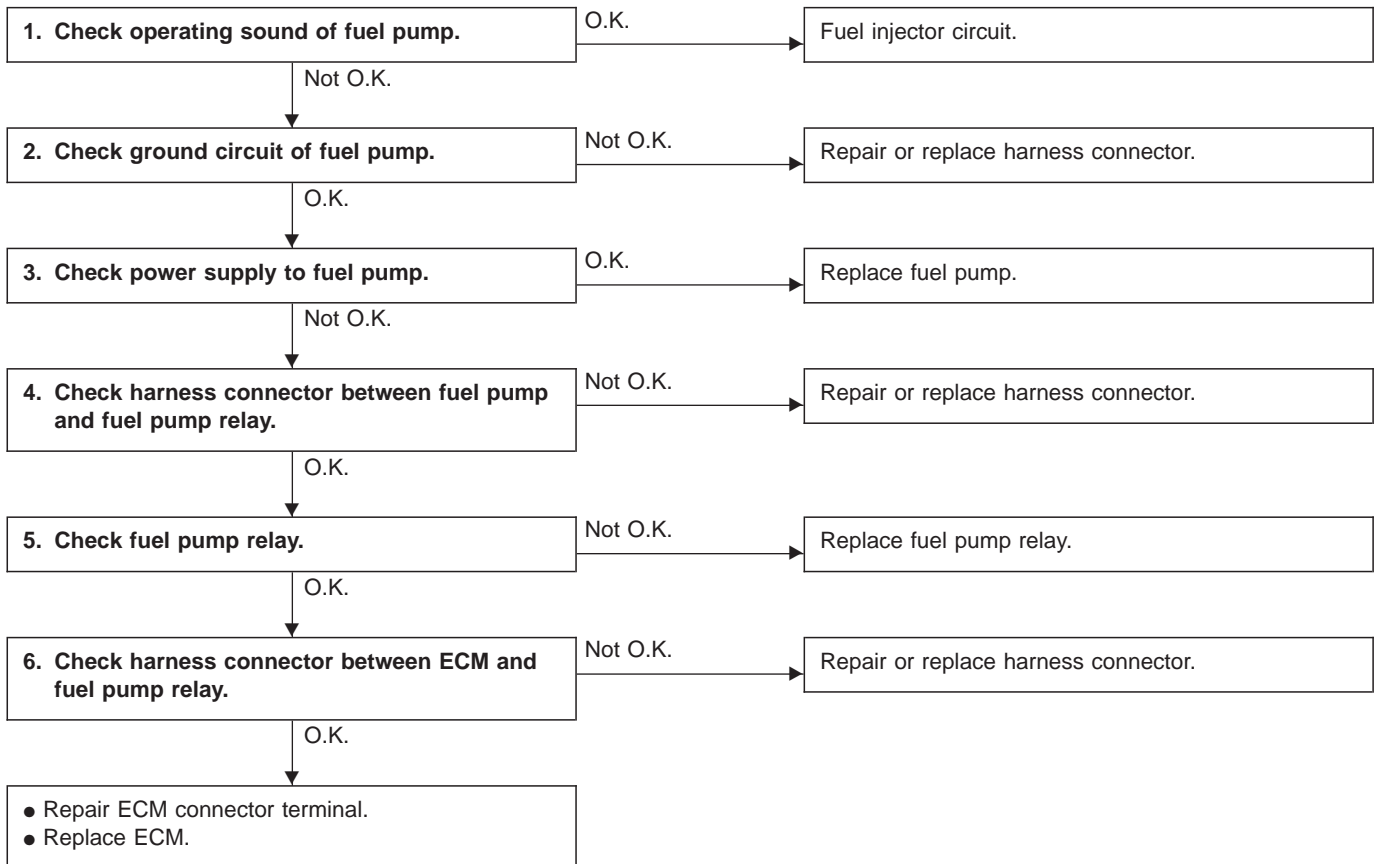 1. Check operating sound of fuel pump.
O.K.
Fuel injector circuit.
Not O.K.
2. Check ground circuit of fuel pump.
Not O.K.
Repair or replace harness connector.
O.K.
3. Check power supply to fuel pump.
O.K.
Replace fuel pump.
Not O.K.
4. Check harness connector between fuel pump
and fuel pump relay.
Not O.K.
Repair or replace harness connector.
O.K.
5. Check fuel pump relay.
Not O.K.
Replace fuel pump relay.
O.K.
6. Check harness connector between ECM and
fuel pump relay.
Not O.K.
Repair or replace harness connector.
O.K.
● Repair ECM connector terminal.
● Replace ECM.